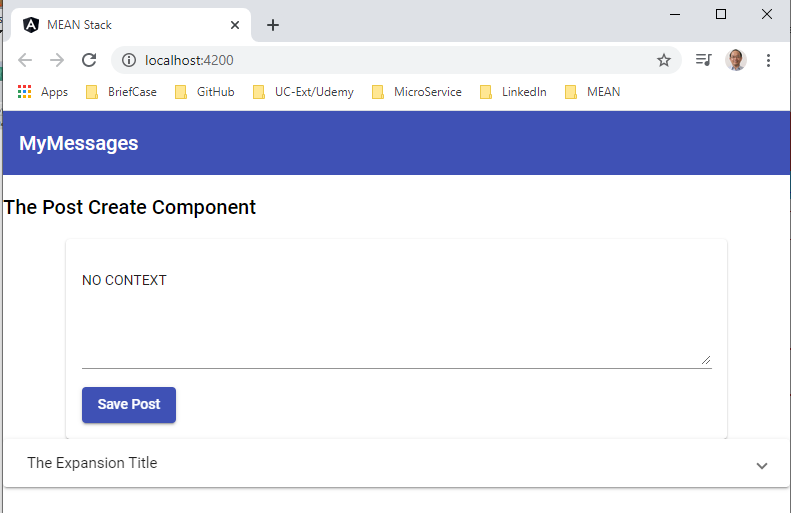 MEAN Stack
localhost:4200
Apps BriefCase GitHub UC-Ext/Udemy MicroService LinkedIn MEAN
MyMessages
The Post Create Component
NO CONTEXT
Save Post
The Expansion Title